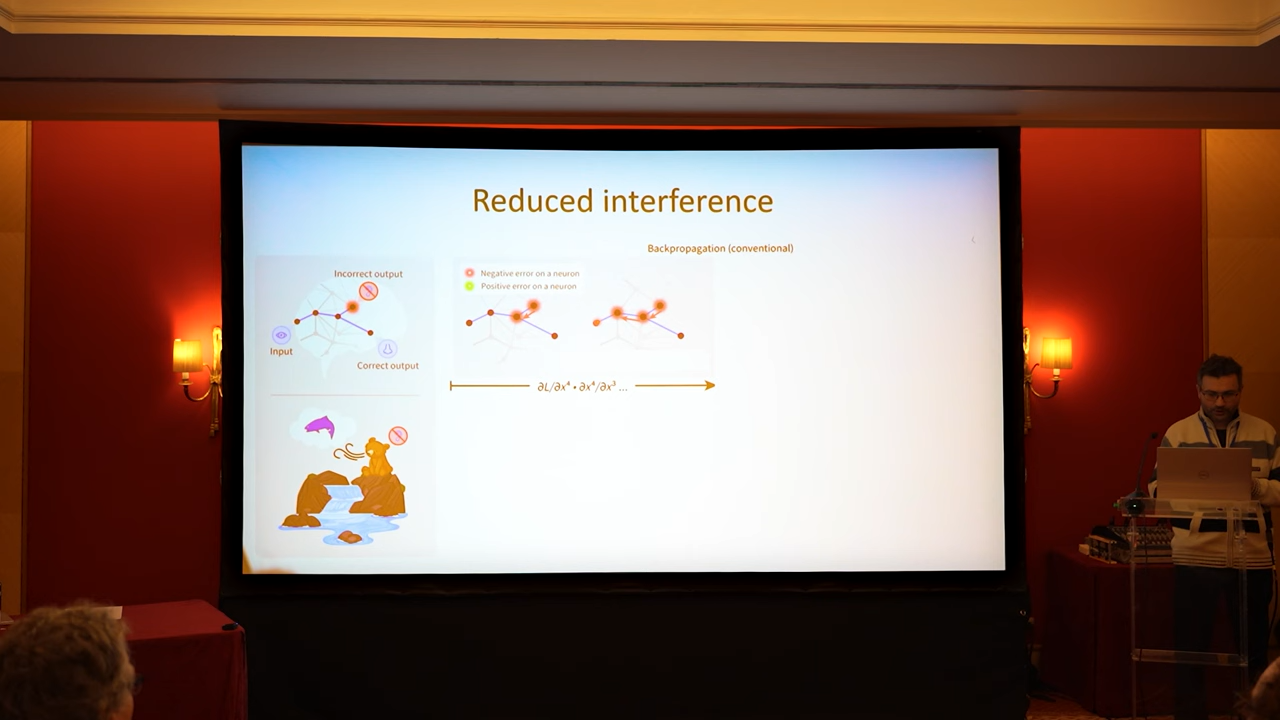 Reduced interference
Backpropagation (conventional)
Incorrect output
Input
Correct output
Negative error on a neuron
Positive error on a neuron
∂L/∂x⁴ • ∂x⁴/∂x³ ...